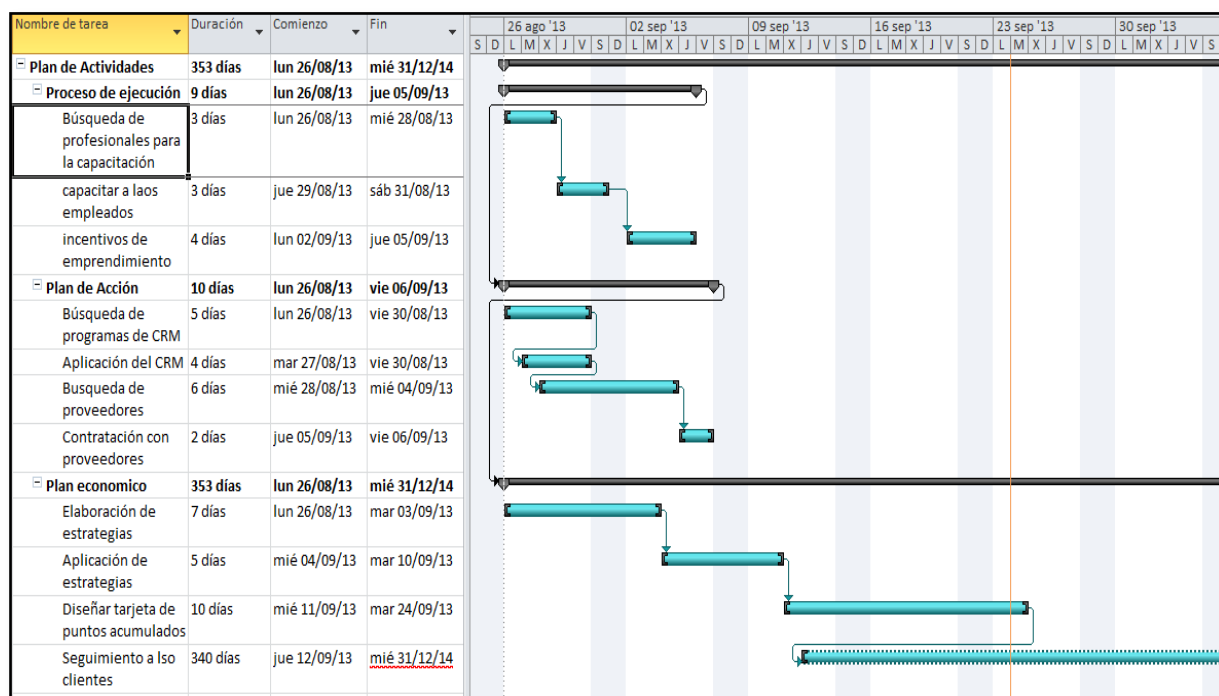 Nombre de tarea Duración Comienzo Fin 26 ago '13 02 sep '13 09 sep '13 16 sep '13 23 sep '13 30 sep '13
S D L M X J V S D L M X J V S D L M X J V S D L M X J V S D L M X J V S D L M X J V S
Plan de Actividades 353 días lun 26/08/13 mié 31/12/14
Proceso de ejecución 9 días lun 26/08/13 jue 05/09/13
Búsqueda de 3 días lun 26/08/13 mié 28/08/13
profesionales para
la capacitación
capacitar a laos 3 días jue 29/08/13 sáb 31/08/13
empleados
incentivos de 4 días lun 02/09/13 jue 05/09/13
emprendimiento
Plan de Acción 10 días lun 26/08/13 vie 06/09/13
Búsqueda de 5 días lun 26/08/13 vie 30/08/13
programas de CRM
Aplicación del CRM 4 días mar 27/08/13 vie 30/08/13
Busqueda de 6 días mié 28/08/13 mié 04/09/13
proveedores
Contratación con 2 días jue 05/09/13 vie 06/09/13
proveedores
Plan economico 353 días lun 26/08/13 mié 31/12/14
Elaboración de 7 días lun 26/08/13 mar 03/09/13
estrategias
Aplicación de 5 días mié 04/09/13 mar 10/09/13
estrategias
Diseñar tarjeta de 10 días mié 11/09/13 mar 24/09/13
puntos acumulados
Seguimiento a lso 340 días jue 12/09/13 mié 31/12/14
clientes